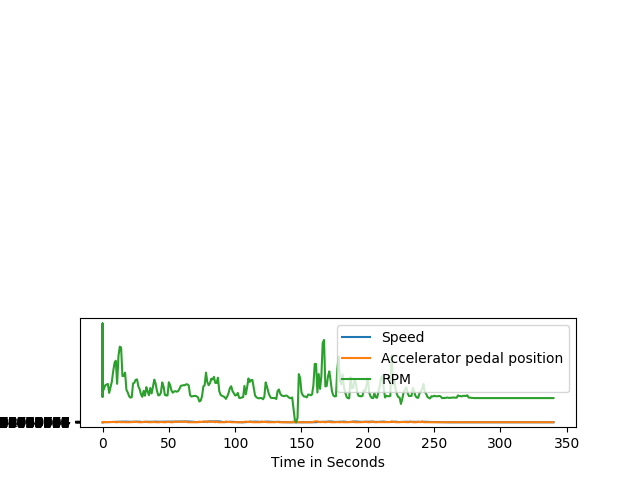 Speed
Accelerator pedal position
RPM
0 50 100 150 200 250 300 350
Time in Seconds